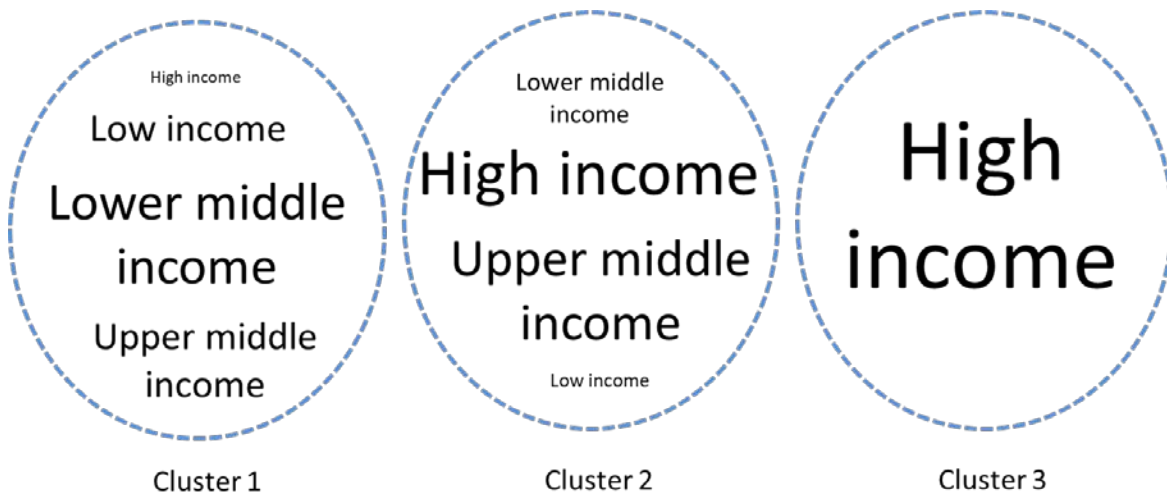 High income
Low income
Lower middle
income
Upper middle
income
Cluster 1
Lower middle
income
High income
Upper middle
income
Low income
Cluster 2
High
income
Cluster 3